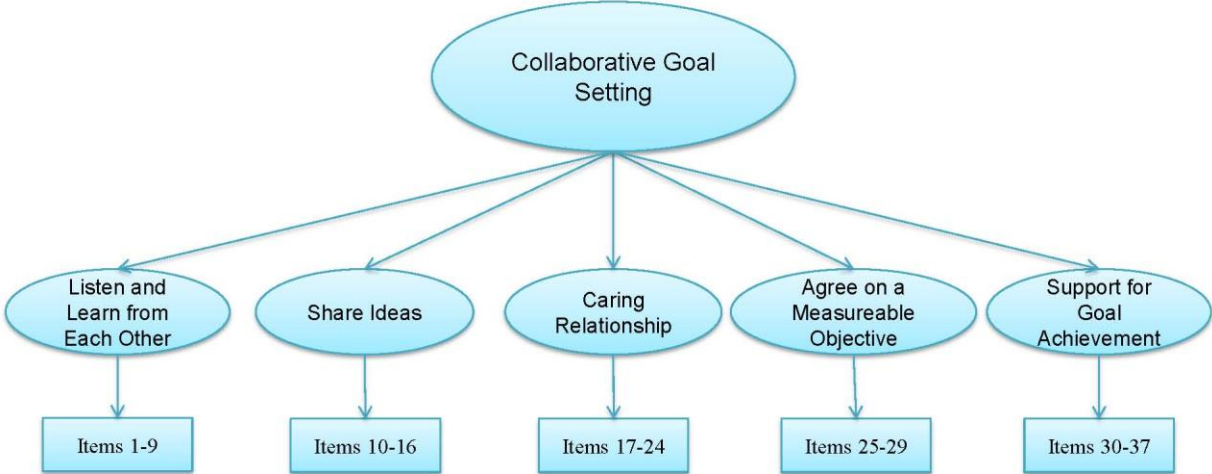 Collaborative Goal
Setting
Listen and
Learn from
Each Other
Share Ideas
Caring
Relationship
Agree on a
Measureable
Objective
Support for
Goal
Achievement
Items 1-9
Items 10-16
Items 17-24
Items 25-29
Items 30-37